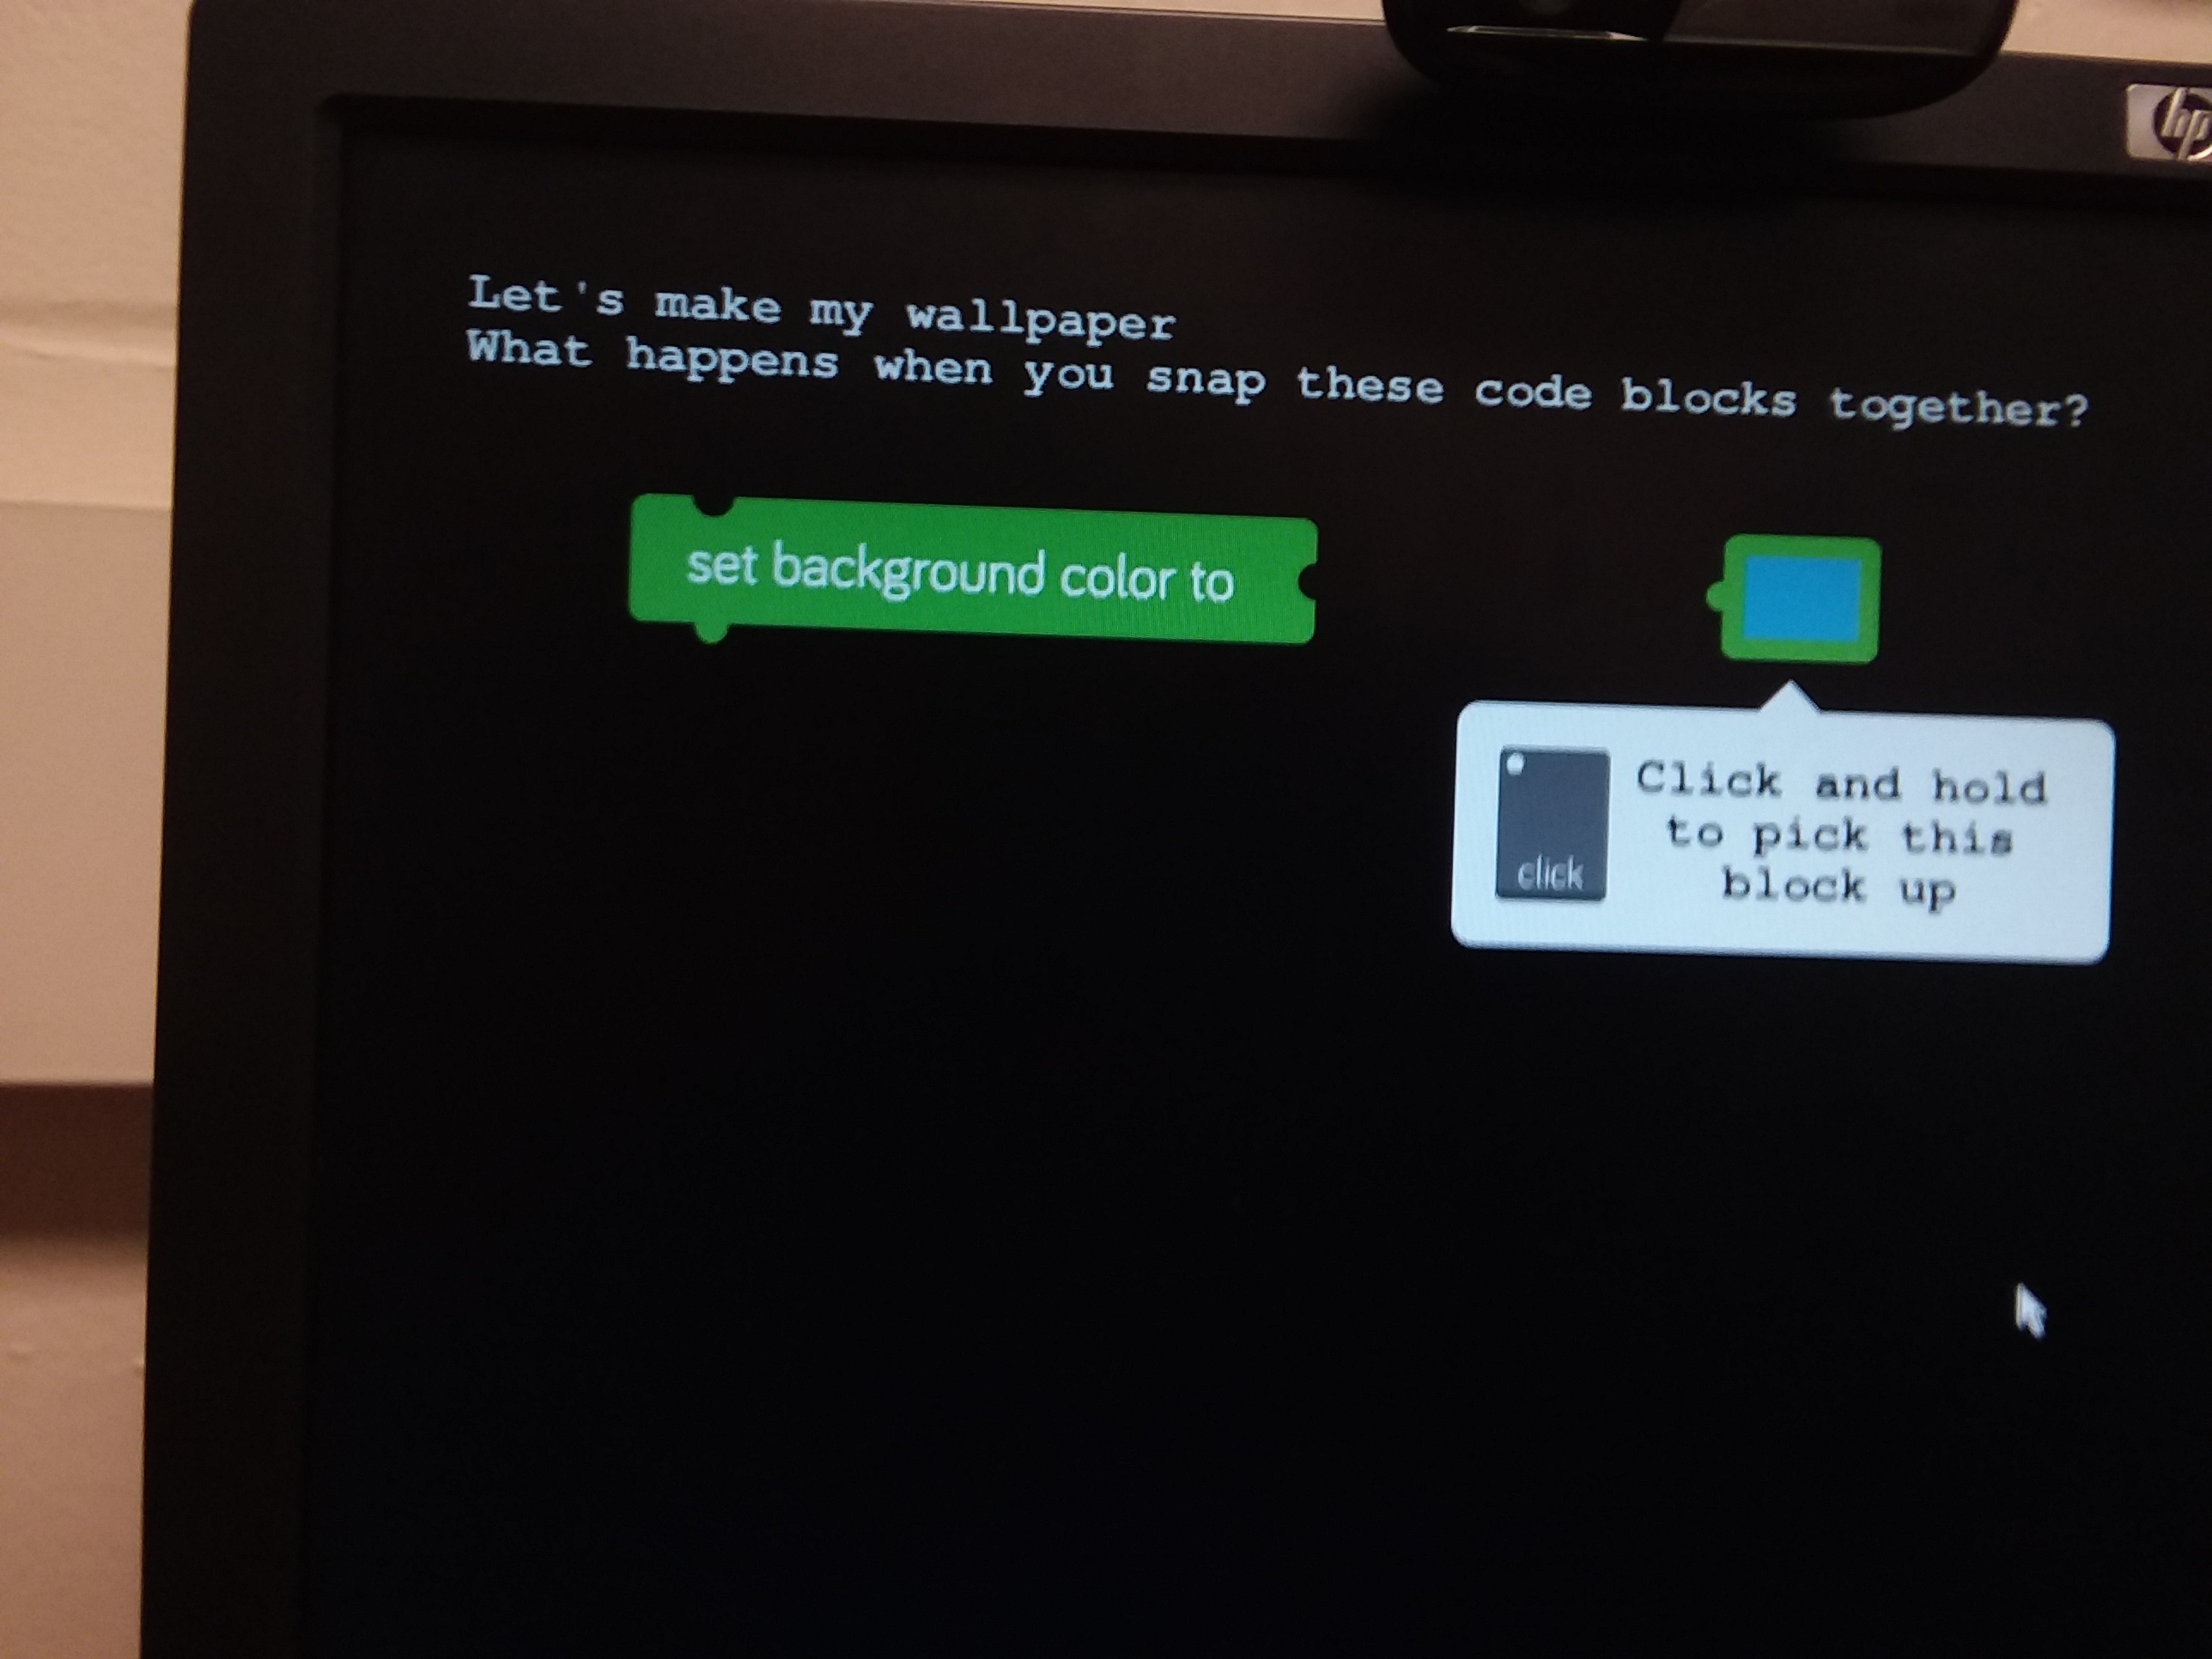 hp
Let's make my wallpaper
What happens when you snap these code blocks together?
set background color to
Click and hold
to pick this
block up
click